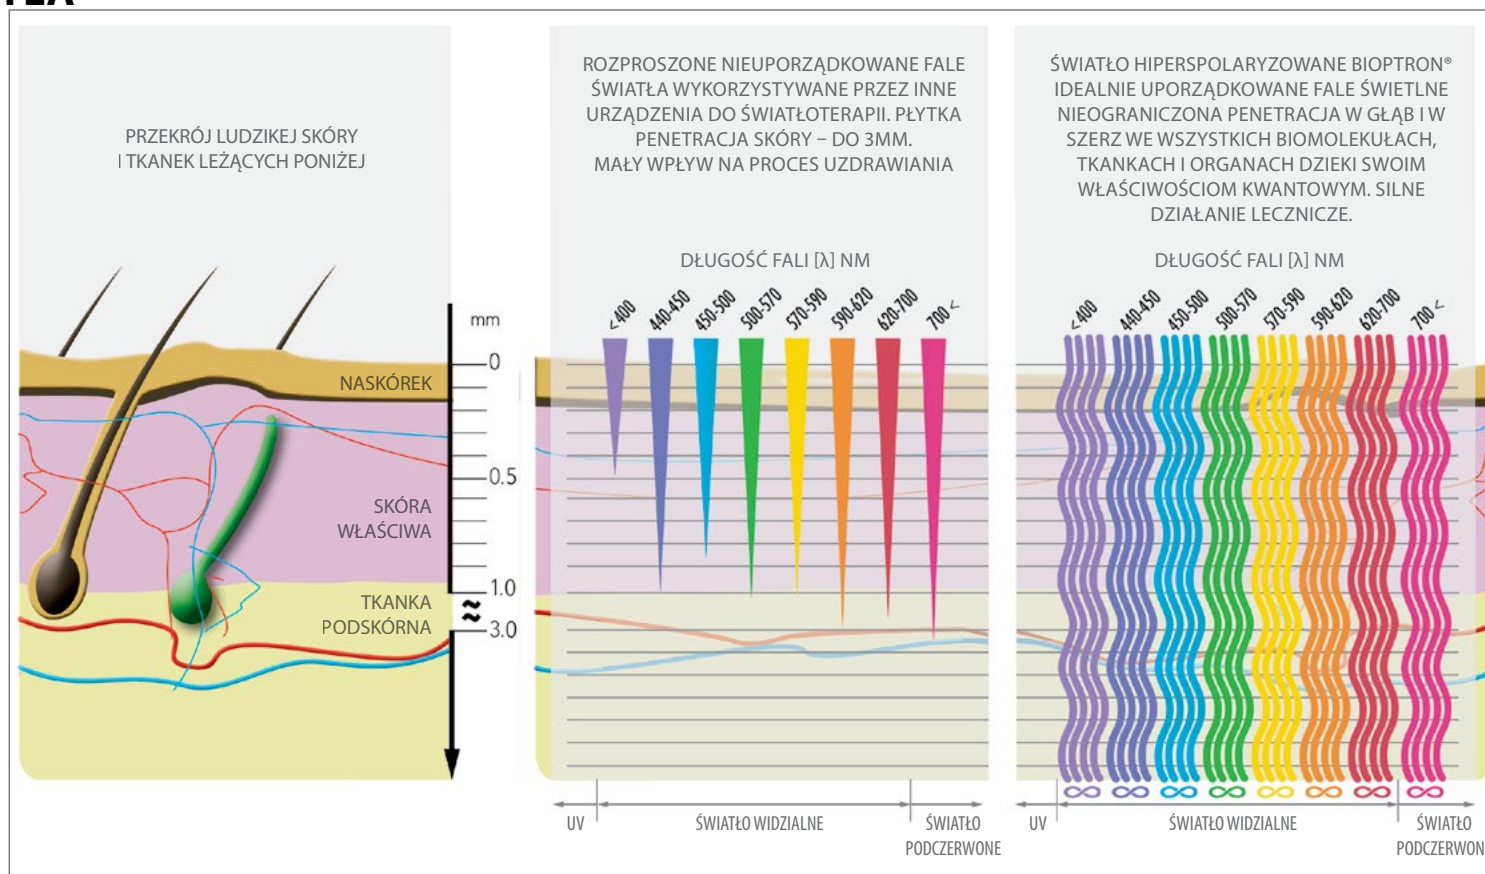 PRZEKRÓJ LUDZIKEJ SKÓRY
I TKANEK LEŻĄCYCH PONIŻEJ
NASKÓREK
SKÓRA
WŁAŚCIWA
TKANKA
PODSKÓRNA
mm
0
0.5
1.0
≈
3.0
ROZPROSZONE NIEUPORZĄDKOWANE FALE
ŚWIATŁA WYKORZYSTYWANE PRZEZ INNE
URZĄDZENIA DO ŚWIATŁOTERAPII. PŁYTKA
PENETRACJA SKÓRY – DO 3MM.
MAŁY WPŁYW NA PROCES UZDRAWIANIA
DŁUGOŚĆ FALI [λ] NM
<400 440-450 450-500 500-570 570-590 590-620 620-700 700<
UV ŚWIATŁO WIDZIALNE ŚWIATŁO
PODCZERWONE
ŚWIATŁO HIPERSPOLARYZOWANE BIOPTRON®
IDEALNIE UPORZĄDKOWANE FALE ŚWIETLNE
NIEOGRANICZONA PENETRACJA W GŁĄB I W
SZERZ WE WSZYSTKICH BIOMOLEKUŁACH,
TKANKACH I ORGANACH DZIEKI SWOIM
WŁAŚCIWOŚCIOM KWANTOWYM. SILNE
DZIAŁANIE LECZNICZE.
DŁUGOŚĆ FALI [λ] NM
<400 440-450 450-500 500-570 570-590 590-620 620-700 700<
∞ ∞ ∞ ∞ ∞ ∞ ∞ ∞
UV ŚWIATŁO WIDZIALNE ŚWIATŁO
PODCZERWON